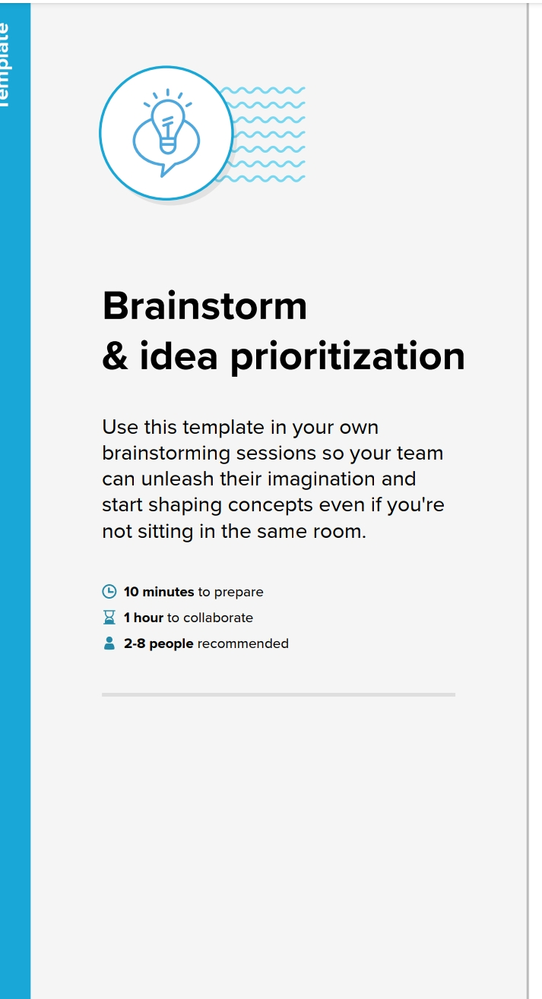 Template
Brainstorm
& idea prioritization
Use this template in your own
brainstorming sessions so your team
can unleash their imagination and
start shaping concepts even if you're
not sitting in the same room.
10 minutes to prepare
1 hour to collaborate
2-8 people recommended